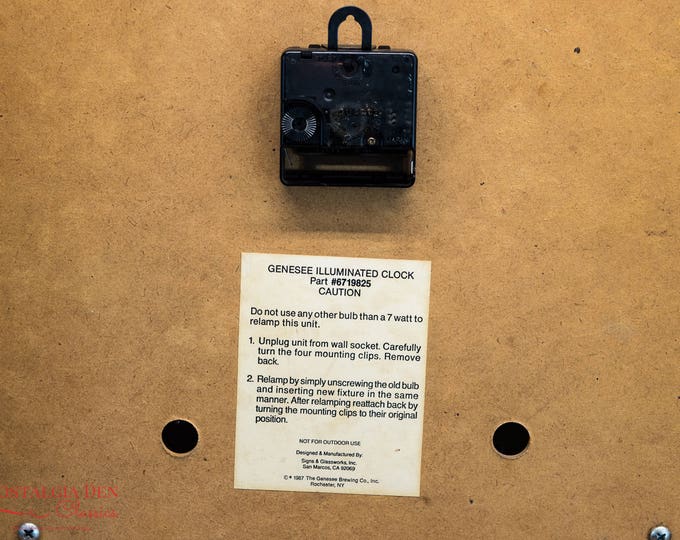 GENESEE ILLUMINATED CLOCK
Part #6719825
CAUTION
Do not use any other bulb than a 7 watt to
relamp this unit.
1. Unplug unit from wall socket. Carefully
turn the four mounting clips. Remove
back.
2. Relamp by simply unscrewing the old bulb
and inserting new fixture in the same
manner. After relamping reattach back by
turning the mounting clips to their original
position.
NOT FOR OUTDOOR USE
Designed & Manufactured By:
Signs & Glassworks, Inc.
San Marcos, CA 92069
© 1987 The Genesee Brewing Co., Inc.
Rochester, NY
OSTALGIA DEN
Classics